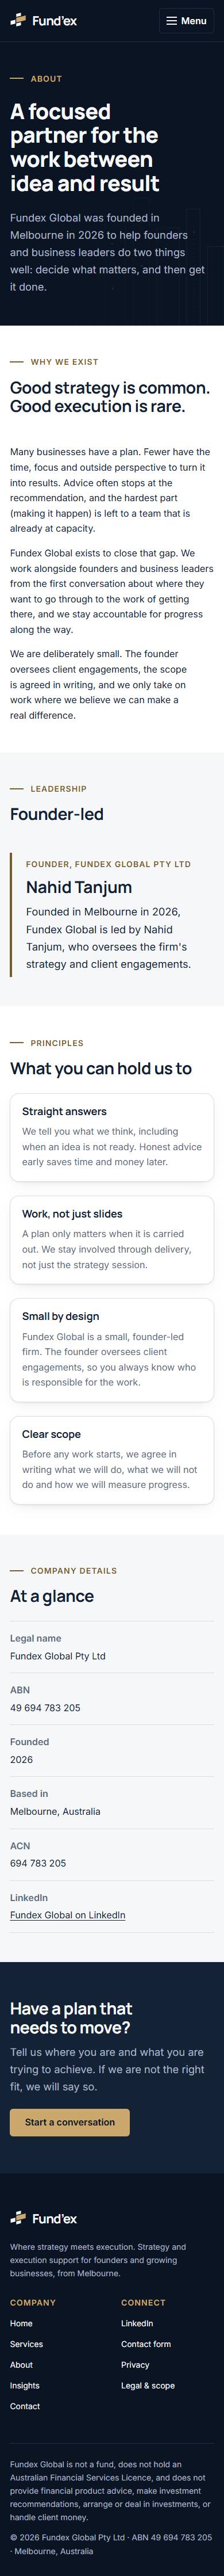 Fund'ex
Menu
ABOUT
A focused
partner for the
work between
idea and result
Fundex Global was founded in
Melbourne in 2026 to help founders
and business leaders do two things
well: decide what matters, and then get
it done.
WHY WE EXIST
Good strategy is common.
Good execution is rare.
Many businesses have a plan. Fewer have the
time, focus and outside perspective to turn it
into results. Advice often stops at the
recommendation, and the hardest part
(making it happen) is left to a team that is
already at capacity.
Fundex Global exists to close that gap. We
work alongside founders and business leaders
from the first conversation about where they
want to go through to the work of getting
there, and we stay accountable for progress
along the way.
We are deliberately small. The founder
oversees client engagements, the scope
is agreed in writing, and we only take on
work where we believe we can make a
real difference.
LEADERSHIP
Founder-led
FOUNDER, FUNDEX GLOBAL PTY LTD
Nahid Tanjum
Founded in Melbourne in 2026,
Fundex Global is led by Nahid
Tanjum, who oversees the firm's
strategy and client engagements.
PRINCIPLES
What you can hold us to
Straight answers
We tell you what we think, including
when an idea is not ready. Honest advice
early saves time and money later.
Work, not just slides
A plan only matters when it is carried
out. We stay involved through delivery,
not just the strategy session.
Small by design
Fundex Global is a small, founder-led
firm. The founder oversees client
engagements, so you always know who
is responsible for the work.
Clear scope
Before any work starts, we agree in
writing what we will do, what we will not
do and how we will measure progress.
COMPANY DETAILS
At a glance
Legal name
Fundex Global Pty Ltd
ABN
49 694 783 205
Founded
2026
Based in
Melbourne, Australia
ACN
694 783 205
LinkedIn
Fundex Global on LinkedIn
Have a plan that
needs to move?
Tell us where you are and what you are
trying to achieve. If we are not the right
fit, we will say so.
Start a conversation
Fund'ex
Where strategy meets execution. Strategy and
execution support for founders and growing
businesses, from Melbourne.
COMPANY
Home
Services
About
Insights
Contact
CONNECT
LinkedIn
Contact form
Privacy
Legal & scope
Fundex Global is not a fund, does not hold an
Australian Financial Services Licence, and does not
provide financial product advice, make investment
recommendations, arrange or deal in investments, or
handle client money.
© 2026 Fundex Global Pty Ltd · ABN 49 694 783 205
· Melbourne, Australia